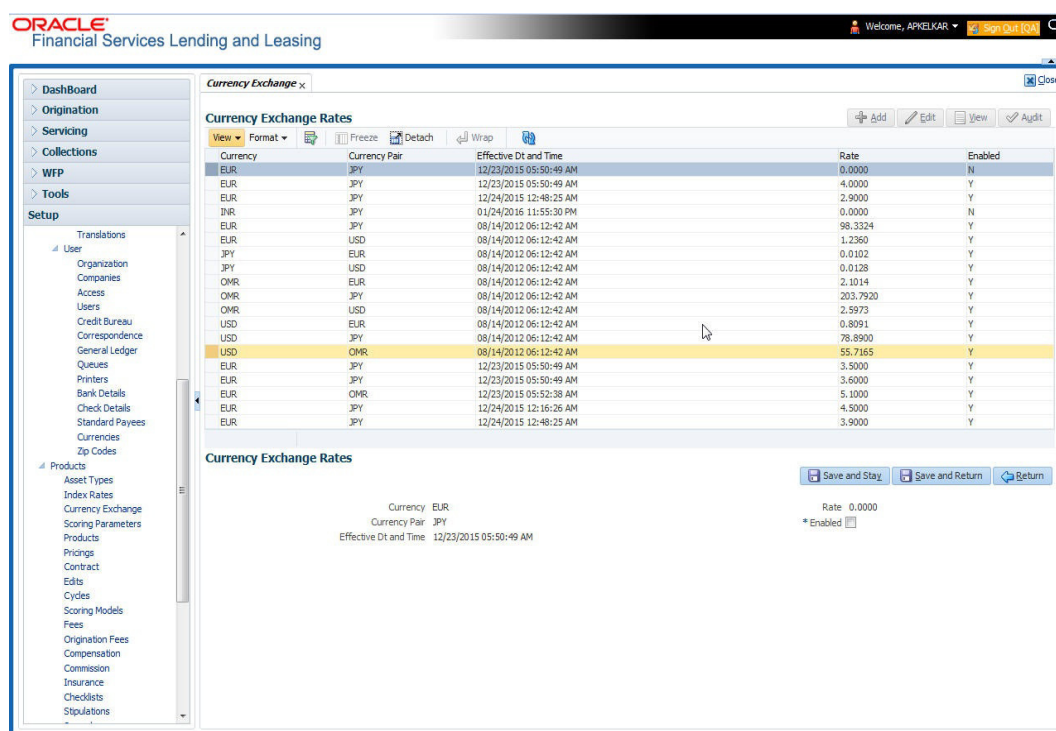 ORACLE
Financial Services Lending and Leasing
Welcome, APKELKAR
Sign Out [QA]
DashBoard
Origination
Servicing
Collections
WFP
Tools
Setup
Translations
User
Organization
Companies
Access
Users
Credit Bureau
Correspondence
General Ledger
Queues
Printers
Bank Details
Check Details
Standard Payees
Currencies
Zip Codes
Products
Asset Types
Index Rates
Currency Exchange
Scoring Parameters
Products
Pricings
Contract
Edits
Cycles
Scoring Models
Fees
Origination Fees
Compensation
Commission
Insurance
Checklists
Stipulations
Currency Exchange
Close
Currency Exchange Rates
Add Edit View Audit
View Format Freeze Detach Wrap
Currency Currency Pair Effective Dt and Time Rate Enabled
EUR JPY 12/23/2015 05:50:49 AM 0.0000 N
EUR JPY 12/23/2015 05:50:49 AM 4.0000 Y
EUR JPY 12/24/2015 12:48:25 AM 2.9000 Y
INR JPY 01/24/2016 11:55:30 PM 0.0000 N
EUR JPY 08/14/2012 06:12:42 AM 98.3324 Y
EUR USD 08/14/2012 06:12:42 AM 1.2360 Y
JPY EUR 08/14/2012 06:12:42 AM 0.0102 Y
JPY USD 08/14/2012 06:12:42 AM 0.0128 Y
OMR EUR 08/14/2012 06:12:42 AM 2.1014 Y
OMR JPY 08/14/2012 06:12:42 AM 203.7920 Y
OMR USD 08/14/2012 06:12:42 AM 2.5973 Y
USD EUR 08/14/2012 06:12:42 AM 0.8091 Y
USD JPY 08/14/2012 06:12:42 AM 78.8900 Y
USD OMR 08/14/2012 06:12:42 AM 55.7165 Y
EUR JPY 12/23/2015 05:50:49 AM 3.5000 Y
EUR JPY 12/23/2015 05:50:49 AM 3.6000 Y
EUR OMR 12/23/2015 05:52:38 AM 5.1000 Y
EUR JPY 12/24/2015 12:16:26 AM 4.5000 Y
EUR JPY 12/24/2015 12:48:25 AM 3.9000 Y
Currency Exchange Rates
Save and Stay Save and Return Return
Currency EUR Rate 0.0000
Currency Pair JPY * Enabled
Effective Dt and Time 12/23/2015 05:50:49 AM